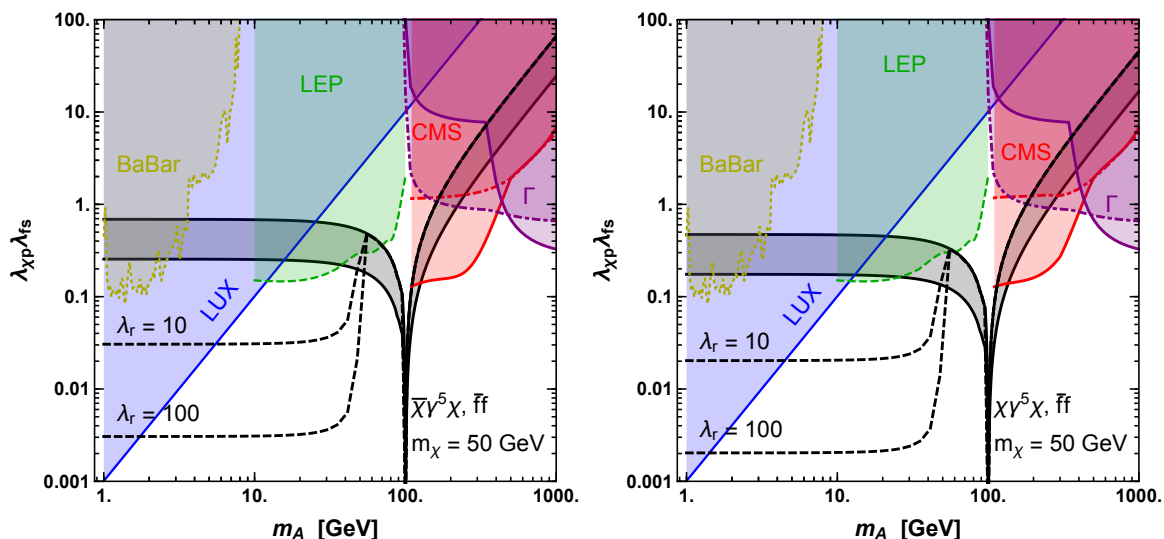 100.
10.
1.
0.1
0.01
0.001
λχpλfs
BaBar
LEP
CMS
Γ
LUX
λr = 10
λr = 100
χ̅γ⁵χ, f̅f
mχ = 50 GeV
1.
10.
100.
1000.
mA [GeV]
100.
10.
1.
0.1
0.01
0.001
λχpλfs
BaBar
LEP
CMS
Γ
LUX
λr = 10
λr = 100
χγ⁵χ, f̅f
mχ = 50 GeV
1.
10.
100.
1000.
mA [GeV]